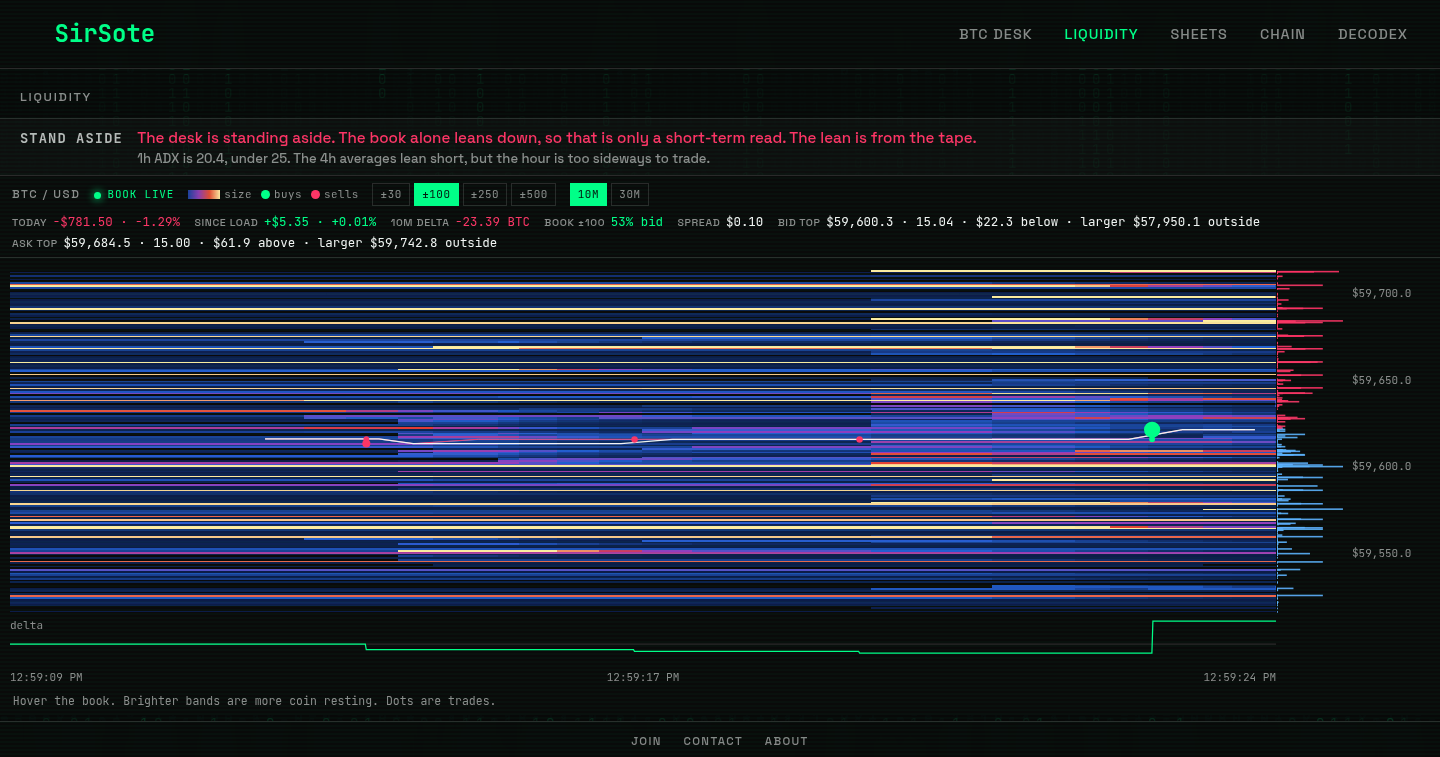 SirSote
BTC DESK LIQUIDITY SHEETS CHAIN DECODEX
LIQUIDITY
STAND ASIDE The desk is standing aside. The book alone leans down, so that is only a short-term read. The lean is from the tape.
1h ADX is 20.4, under 25. The 4h averages lean short, but the hour is too sideways to trade.
BTC / USD BOOK LIVE size buys sells ±30 ±100 ±250 ±500 10M 30M
TODAY -$781.50 · -1.29% SINCE LOAD +$5.35 · +0.01% 10M DELTA -23.39 BTC BOOK ±100 53% bid SPREAD $0.10 BID TOP $59,600.3 · 15.04 · $22.3 below · larger $57,950.1 outside
ASK TOP $59,684.5 · 15.00 · $61.9 above · larger $59,742.8 outside
$59,700.0
$59,650.0
$59,600.0
$59,550.0
delta
12:59:09 PM 12:59:17 PM 12:59:24 PM
Hover the book. Brighter bands are more coin resting. Dots are trades.
JOIN CONTACT ABOUT